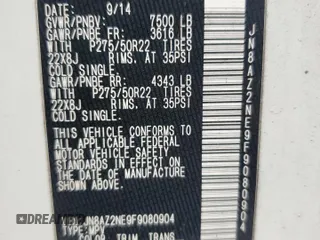 9/14
GVWR/PNBV: 7500 LB
GAWR/PNBE FR: 3616 LB
WITH P275/50R22 TIRES
22X8J RIMS. AT 35PSI
COLD SINGLE
GAWR/PNBE RR: 4343 LB
WITH P275/50R22 TIRES
22X8J RIMS. AT 35PSI
COLD SINGLE.
THIS VEHICLE CONFORMS TO
ALL APPLICABLE FEDERAL
MOTOR VEHICLE SAFETY
STANDARDS IN EFFECT
ON THE DATE OF MANUFACTURE
SHOWN ABOVE.
JN8AZ2NE9F9080904
TYPE:MPV
COLOR TRIM TRANS
JN8AZ2NE9F9080904